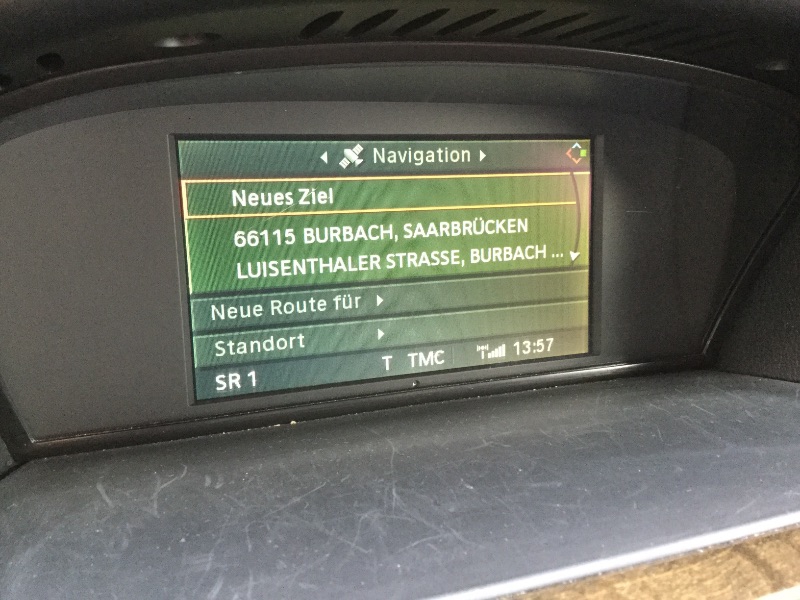 Navigation
Neues Ziel
66115 BURBACH, SAARBRÜCKEN
LUISENTHALER STRASSE, BURBACH ...
Neue Route für
Standort
SR 1 T TMC 13:57